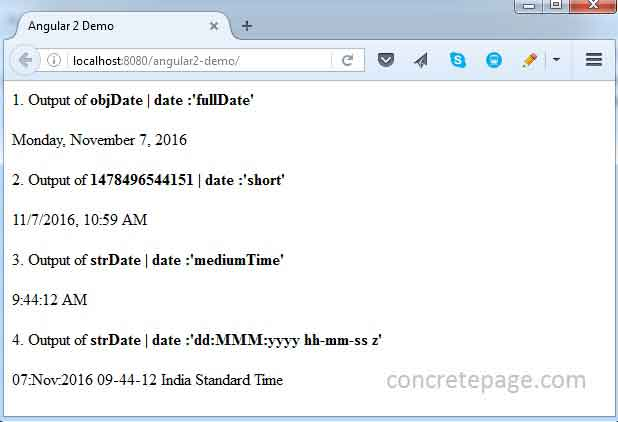 Angular 2 Demo
localhost:8080/angular2-demo/
1. Output of objDate | date :'fullDate'
Monday, November 7, 2016
2. Output of 1478496544151 | date :'short'
11/7/2016, 10:59 AM
3. Output of strDate | date :'mediumTime'
9:44:12 AM
4. Output of strDate | date :'dd:MMM:yyyy hh-mm-ss z'
07:Nov:2016 09-44-12 India Standard Time
concretepage.com